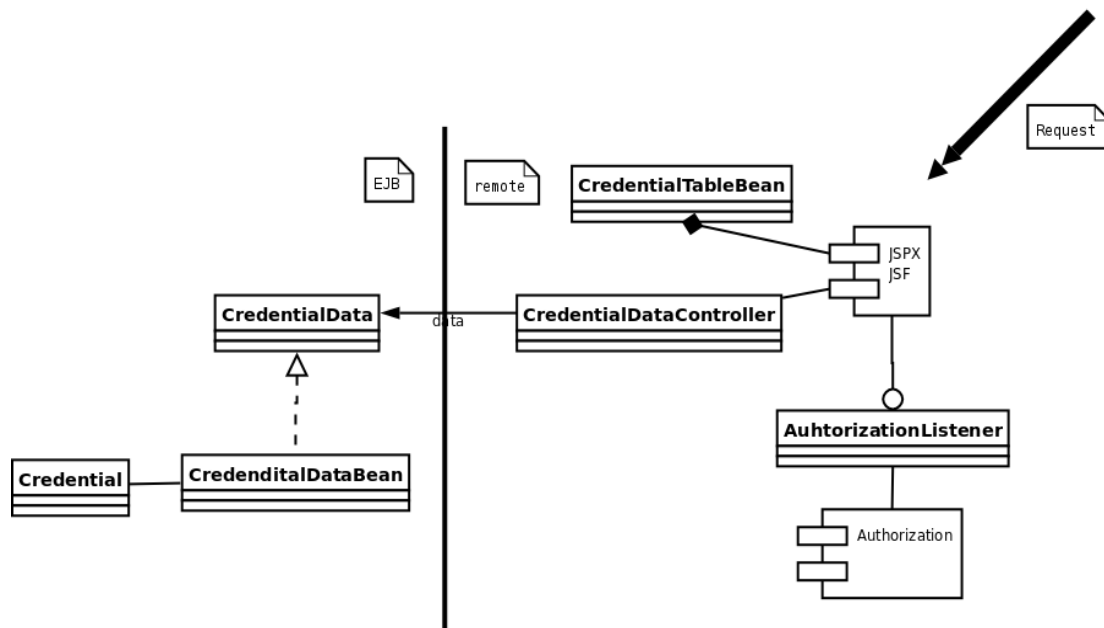 Request
EJB
remote
CredentialTableBean
JSPX
JSF
CredentialData
data
CredentialDataController
AuhtorizationListener
Credential
CredenditalDataBean
Authorization